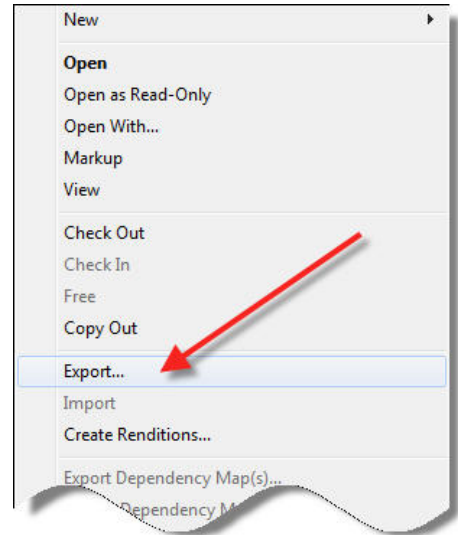 New
Open
Open as Read-Only
Open With...
Markup
View
Check Out
Check In
Free
Copy Out
Export...
Import
Create Renditions...
Export Dependency Map(s)...
Dependency